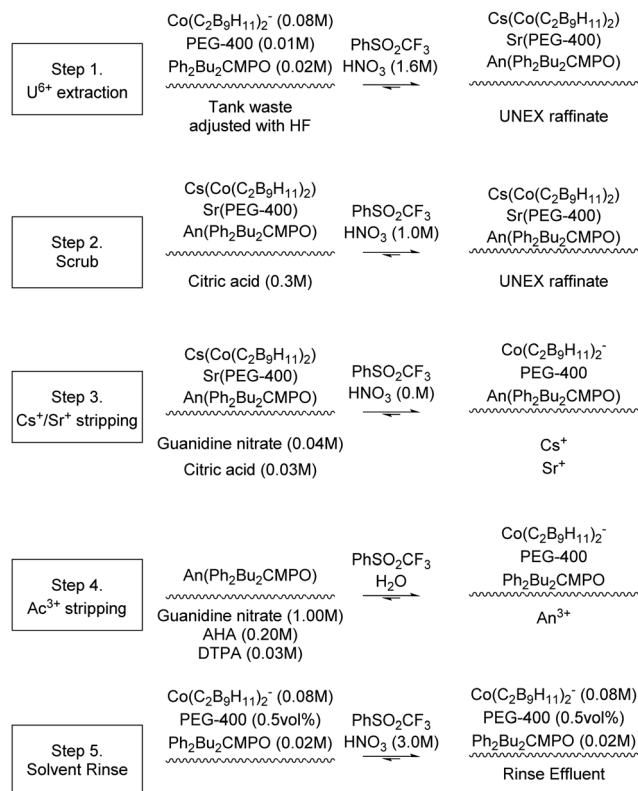 Step 1.
U6+ extraction
Co(C2B9H11)2- (0.08M)
PEG-400 (0.01M)
Ph2Bu2CMPO (0.02M)
Tank waste
adjusted with HF
PhSO2CF3
HNO3 (1.6M)
Cs(Co(C2B9H11)2)
Sr(PEG-400)
An(Ph2Bu2CMPO)
UNEX raffinate
Step 2.
Scrub
Cs(Co(C2B9H11)2)
Sr(PEG-400)
An(Ph2Bu2CMPO)
Citric acid (0.3M)
PhSO2CF3
HNO3 (1.0M)
Cs(Co(C2B9H11)2)
Sr(PEG-400)
An(Ph2Bu2CMPO)
UNEX raffinate
Step 3.
Cs+/Sr+ stripping
Cs(Co(C2B9H11)2)
Sr(PEG-400)
An(Ph2Bu2CMPO)
Guanidine nitrate (0.04M)
Citric acid (0.03M)
PhSO2CF3
HNO3 (0.M)
Co(C2B9H11)2-
PEG-400
An(Ph2Bu2CMPO)
Cs+
Sr+
Step 4.
Ac3+ stripping
An(Ph2Bu2CMPO)
Guanidine nitrate (1.00M)
AHA (0.20M)
DTPA (0.03M)
PhSO2CF3
H2O
Co(C2B9H11)2-
PEG-400
Ph2Bu2CMPO
An3+
Step 5.
Solvent Rinse
Co(C2B9H11)2- (0.08M)
PEG-400 (0.5vol%)
Ph2Bu2CMPO (0.02M)
PhSO2CF3
HNO3 (3.0M)
Co(C2B9H11)2- (0.08M)
PEG-400 (0.5vol%)
Ph2Bu2CMPO (0.02M)
Rinse Effluent